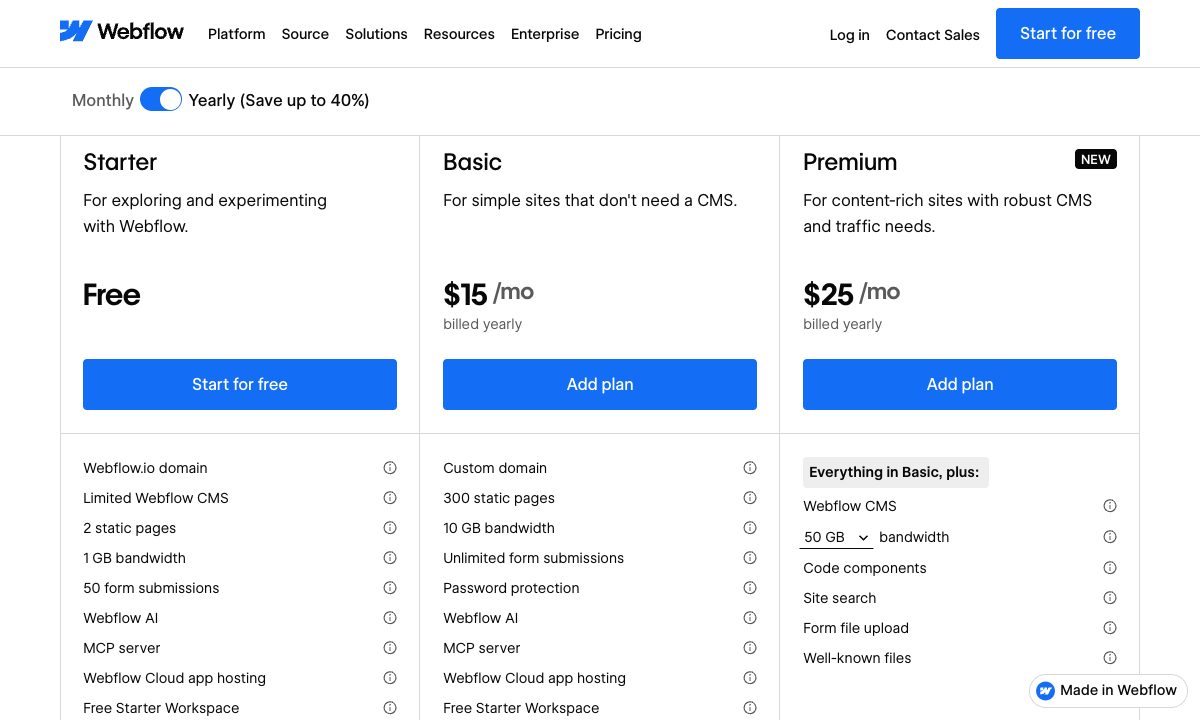 Webflow
Platform
Source
Solutions
Resources
Enterprise
Pricing
Log in
Contact Sales
Start for free
Monthly
Yearly (Save up to 40%)
Starter
For exploring and experimenting
with Webflow.
Free
Start for free
Webflow.io domain
Limited Webflow CMS
2 static pages
1 GB bandwidth
50 form submissions
Webflow AI
MCP server
Webflow Cloud app hosting
Free Starter Workspace
Basic
For simple sites that don't need a CMS.
$15 /mo
billed yearly
Add plan
Custom domain
300 static pages
10 GB bandwidth
Unlimited form submissions
Password protection
Webflow AI
MCP server
Webflow Cloud app hosting
Free Starter Workspace
Premium
NEW
For content-rich sites with robust CMS
and traffic needs.
$25 /mo
billed yearly
Add plan
Everything in Basic, plus:
Webflow CMS
50 GB bandwidth
Code components
Site search
Form file upload
Well-known files
Made in Webflow